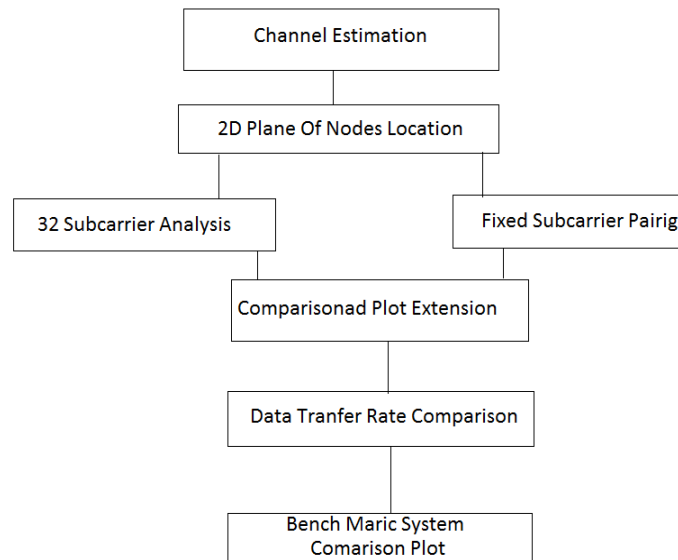 Channel Estimation
2D Plane Of Nodes Location
32 Subcarrier Analysis
Fixed Subcarrier Pairig
Comparisonad Plot Extension
Data Tranfer Rate Comparison
Bench Maric System
Comarison Plot